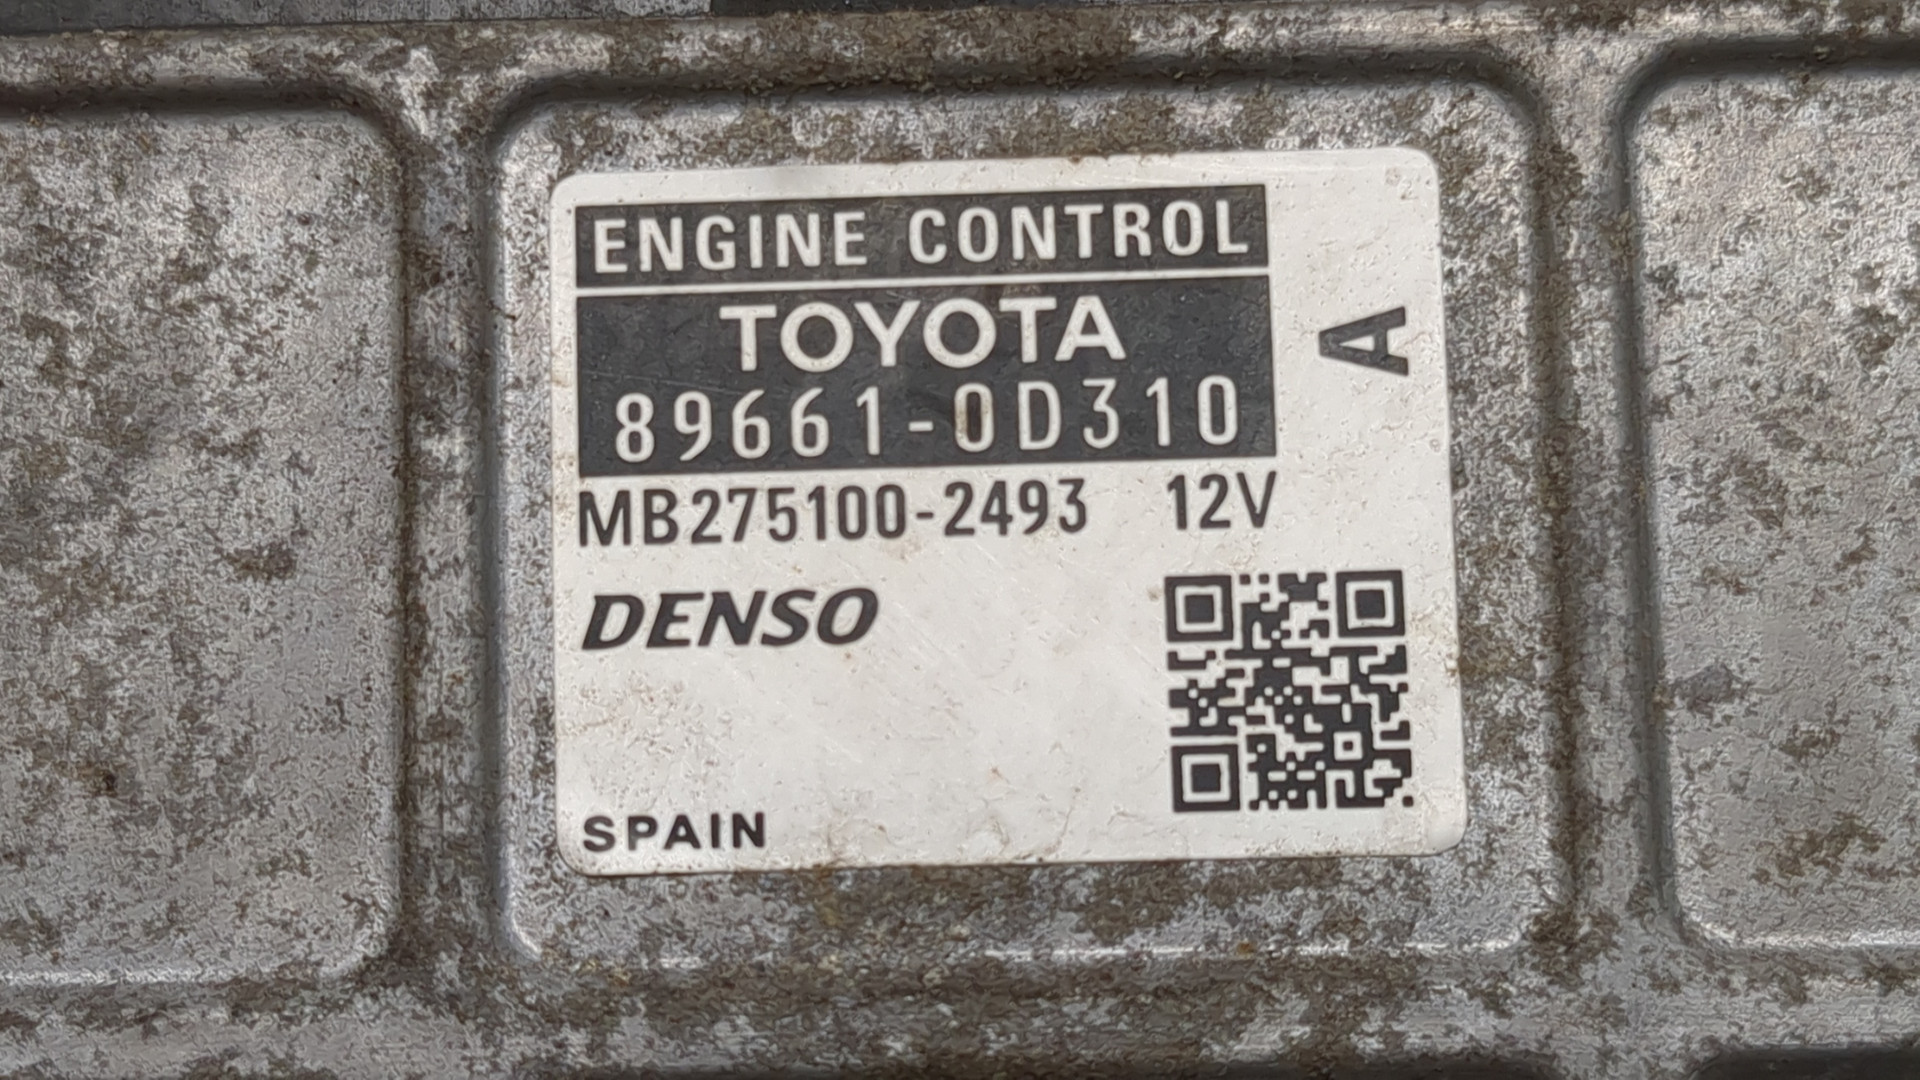 ENGINE CONTROL
TOYOTA
89661-0D310
A
MB275100-2493 12V
DENSO
SPAIN